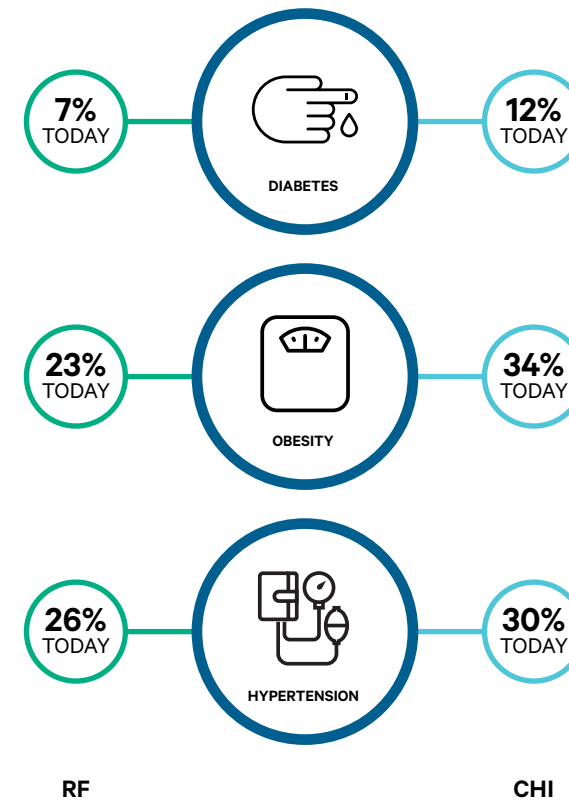 7%
TODAY
12%
TODAY
DIABETES
23%
TODAY
34%
TODAY
OBESITY
26%
TODAY
30%
TODAY
HYPERTENSION
RF
CHI